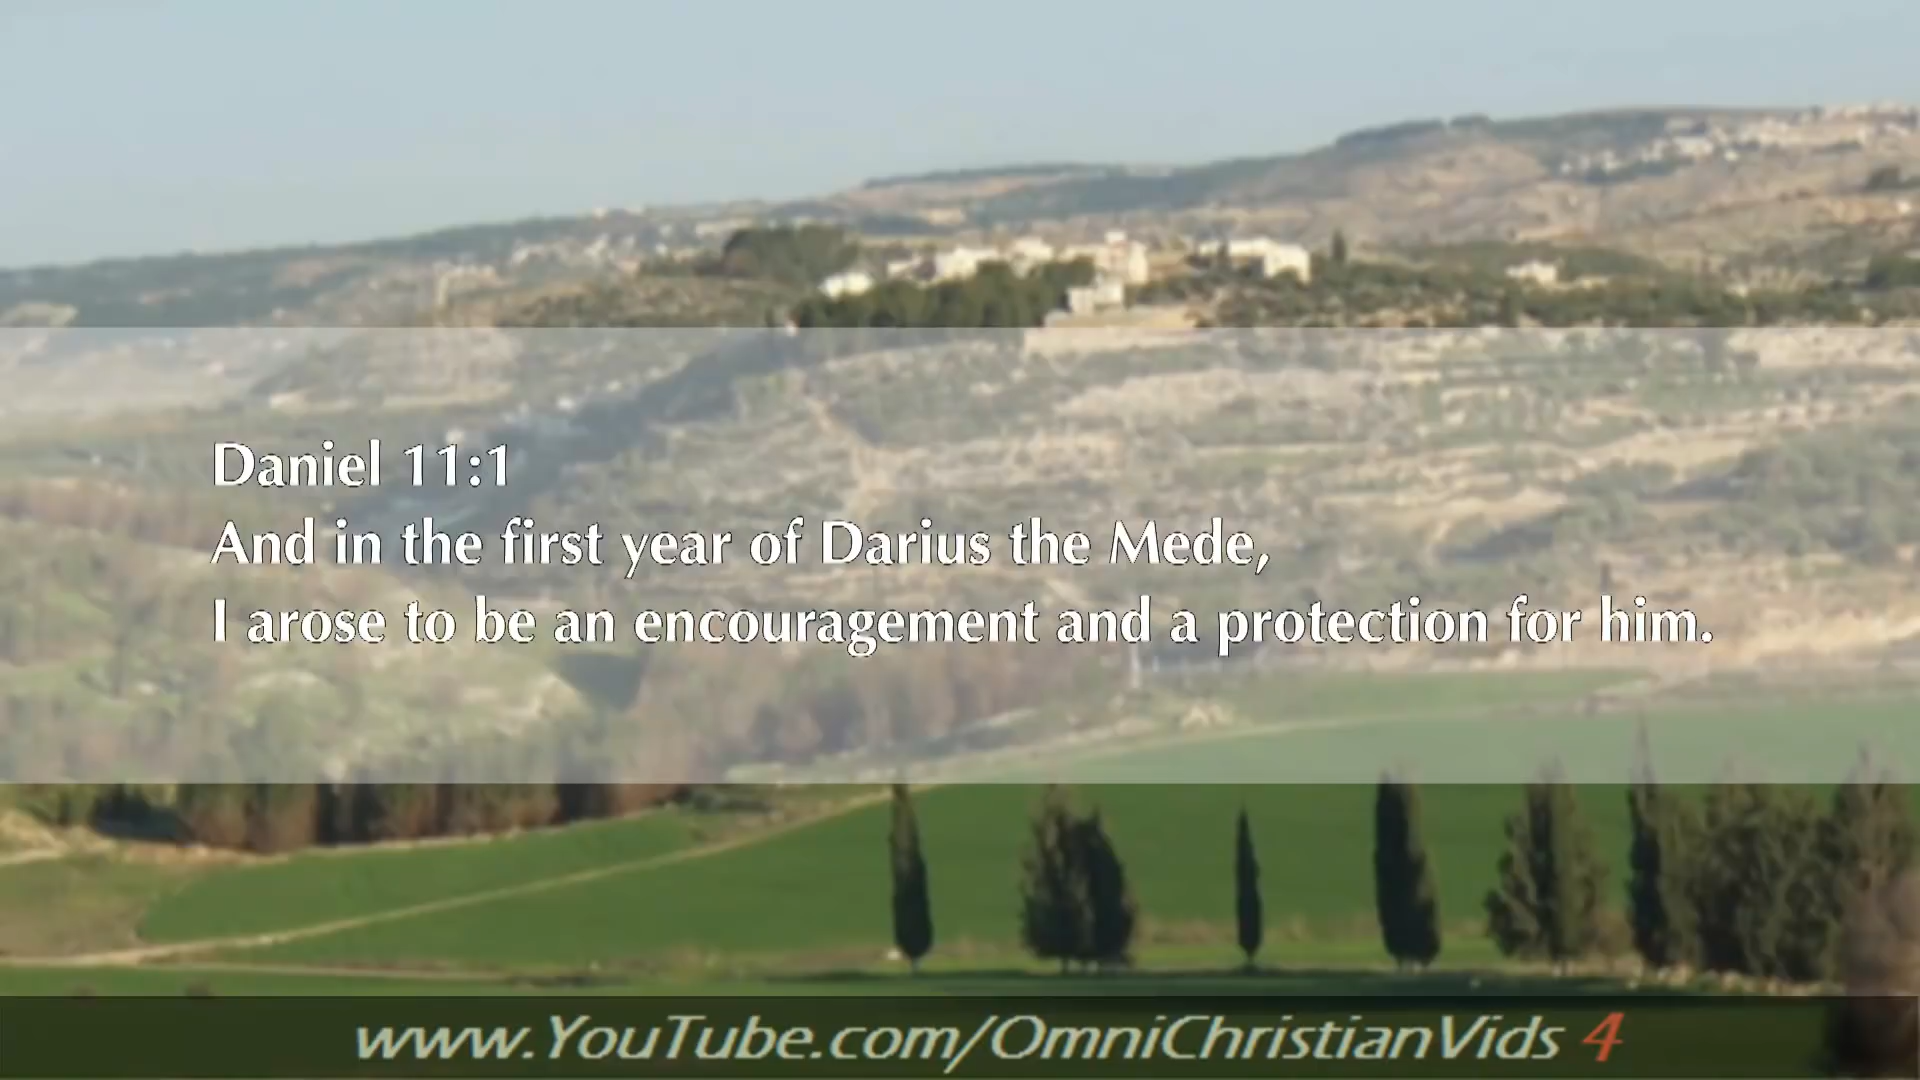 Daniel 11:1
And in the first year of Darius the Mede,
I arose to be an encouragement and a protection for him.
www.YouTube.com/OmniChristianVids 4